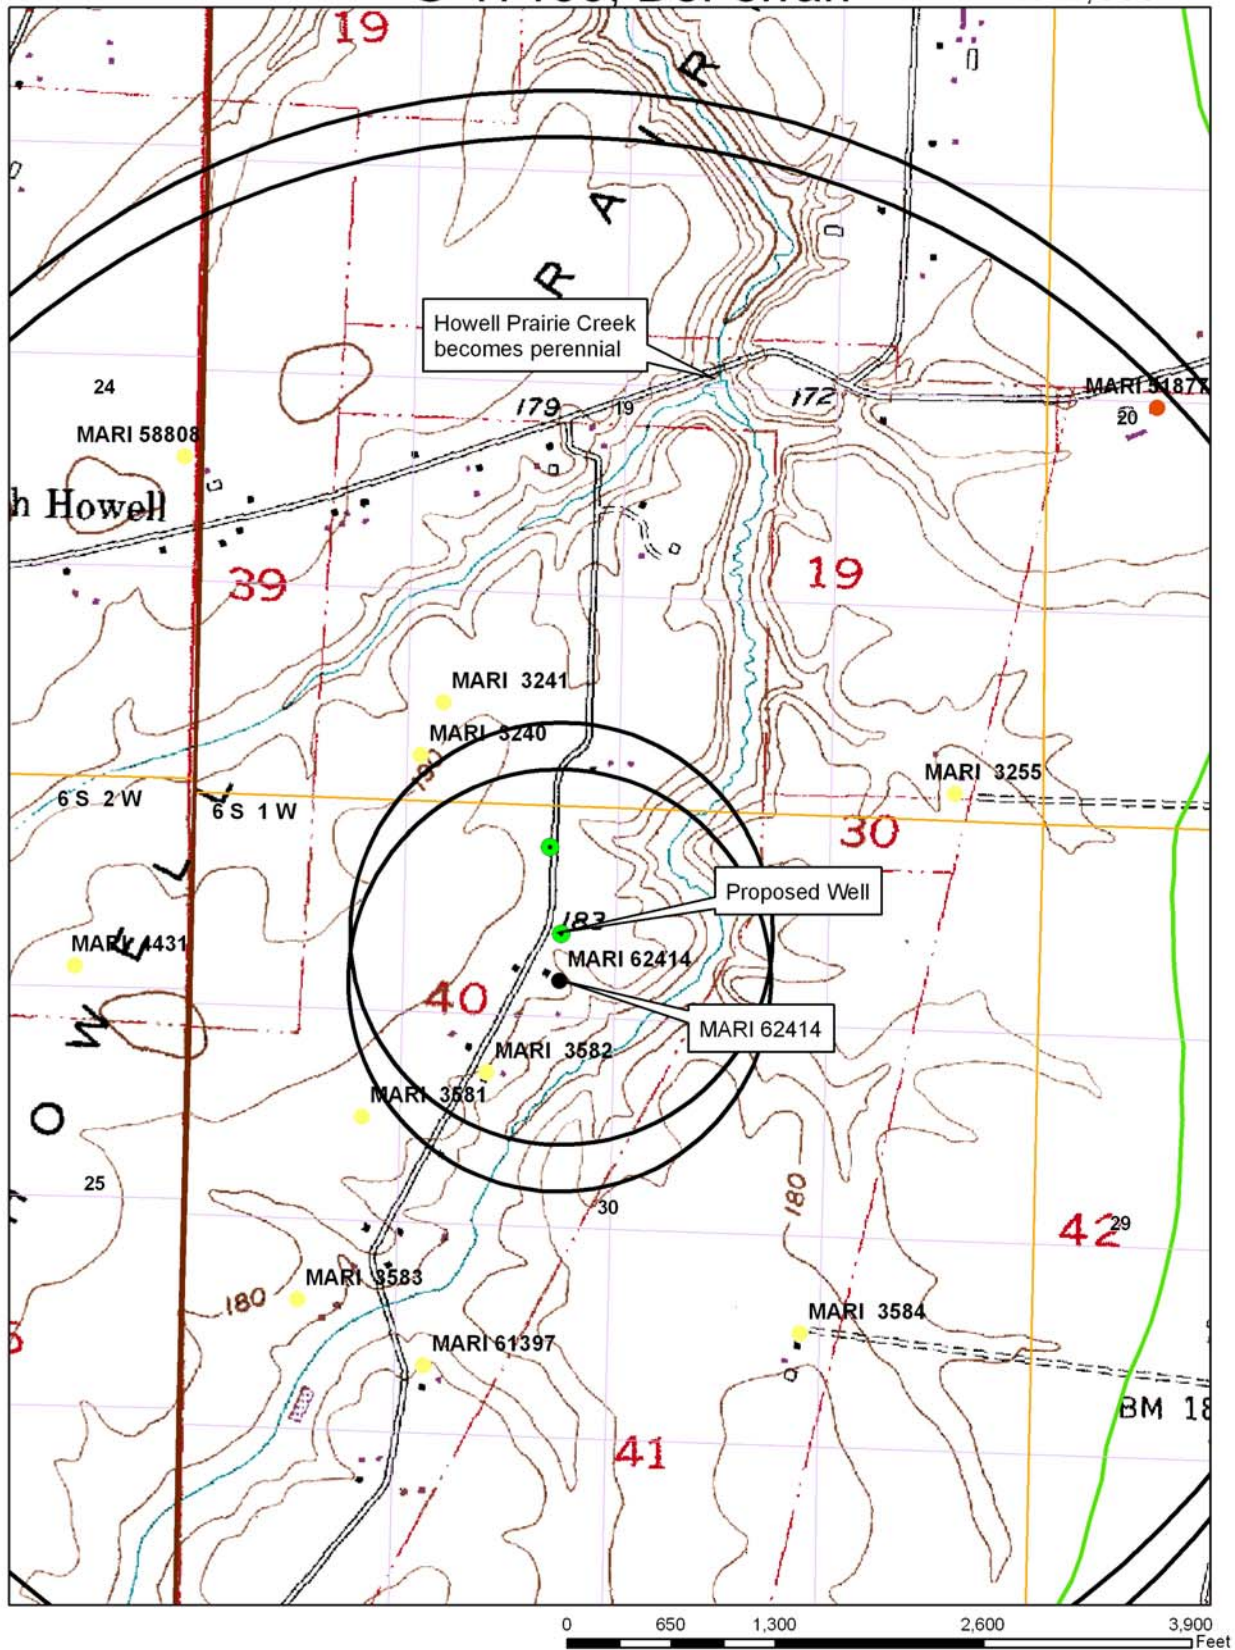 19
R
I
A
R
Howell Prairie Creek
becomes perennial
24
MARI 58808
h Howell
179
19
172
MARI 51877
20
39
19
MARI 3241
MARI 3240
190
MARI 3255
6 S 2 W
6 S 1 W
L
30
L
Proposed Well
183
MARI 4431
E
MARI 62414
40
W
MARI 62414
MARI 3582
MARI 3581
O
25
180
30
42
29
MARI 3583
180
MARI 3584
MARI 61397
BM 18
41
0 650 1,300 2,600 3,900
Feet